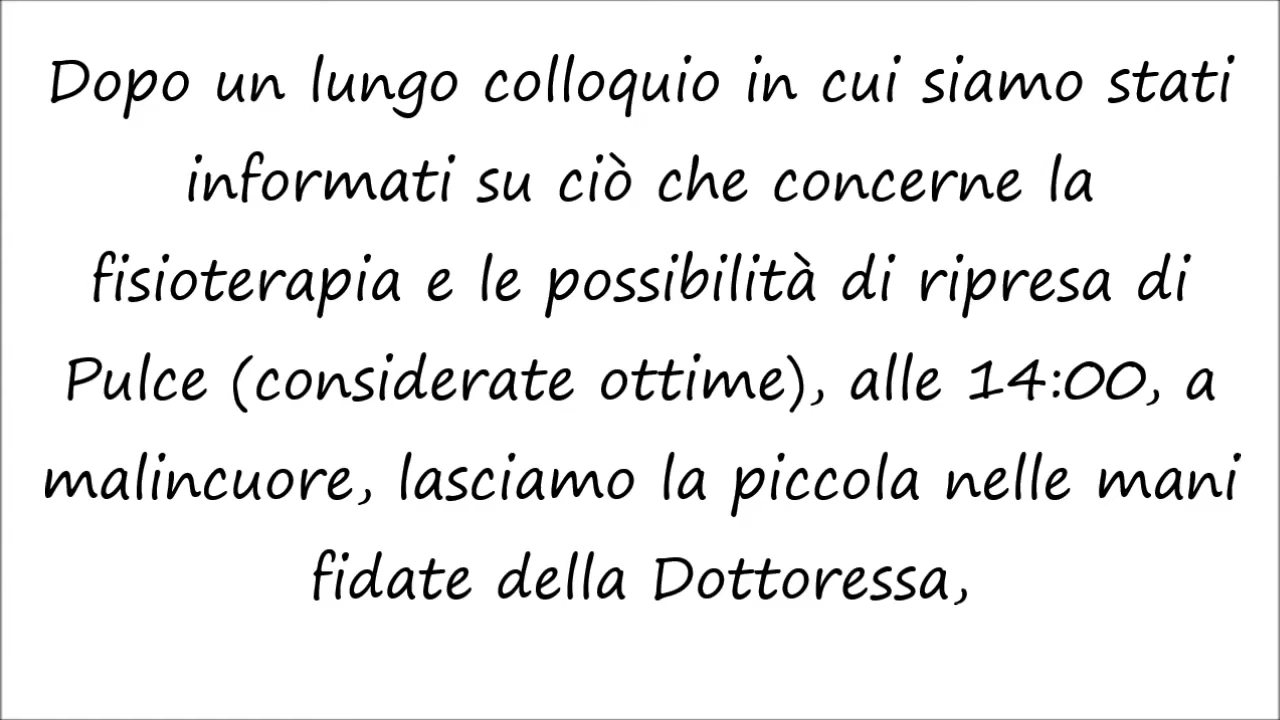 Dopo un lungo colloquio in cui siamo stati
informati su ciò che concerne la
fisioterapia e le possibilità di ripresa di
Pulce (considerate ottime), alle 14:00, a
malincuore, lasciamo la piccola nelle mani
fidate della Dottoressa,